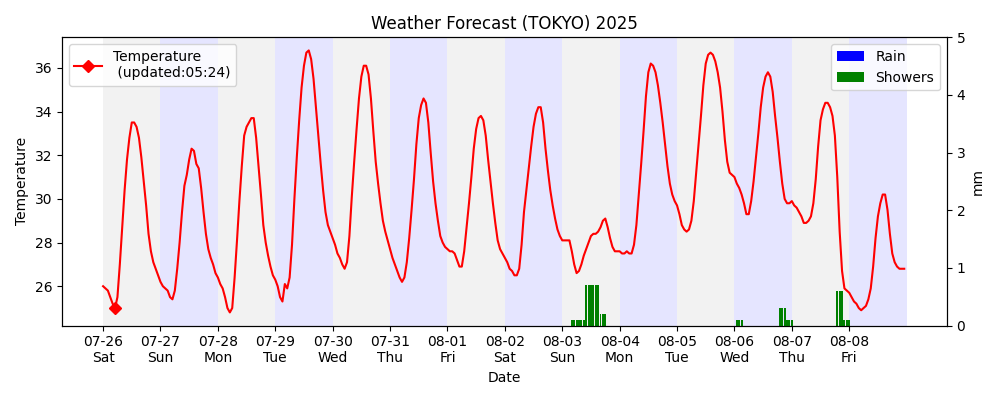 Weather Forecast (TOKYO) 2025
Temperature
(updated:05:24)
Rain
Showers
36
34
32
30
28
26
Temperature
5
4
3
2
1
0
mm
07-26 07-27 07-28 07-29 07-30 07-31 08-01 08-02 08-03 08-04 08-05 08-06 08-07 08-08
Sat Sun Mon Tue Wed Thu Fri Sat Sun Mon Tue Wed Thu Fri
Date